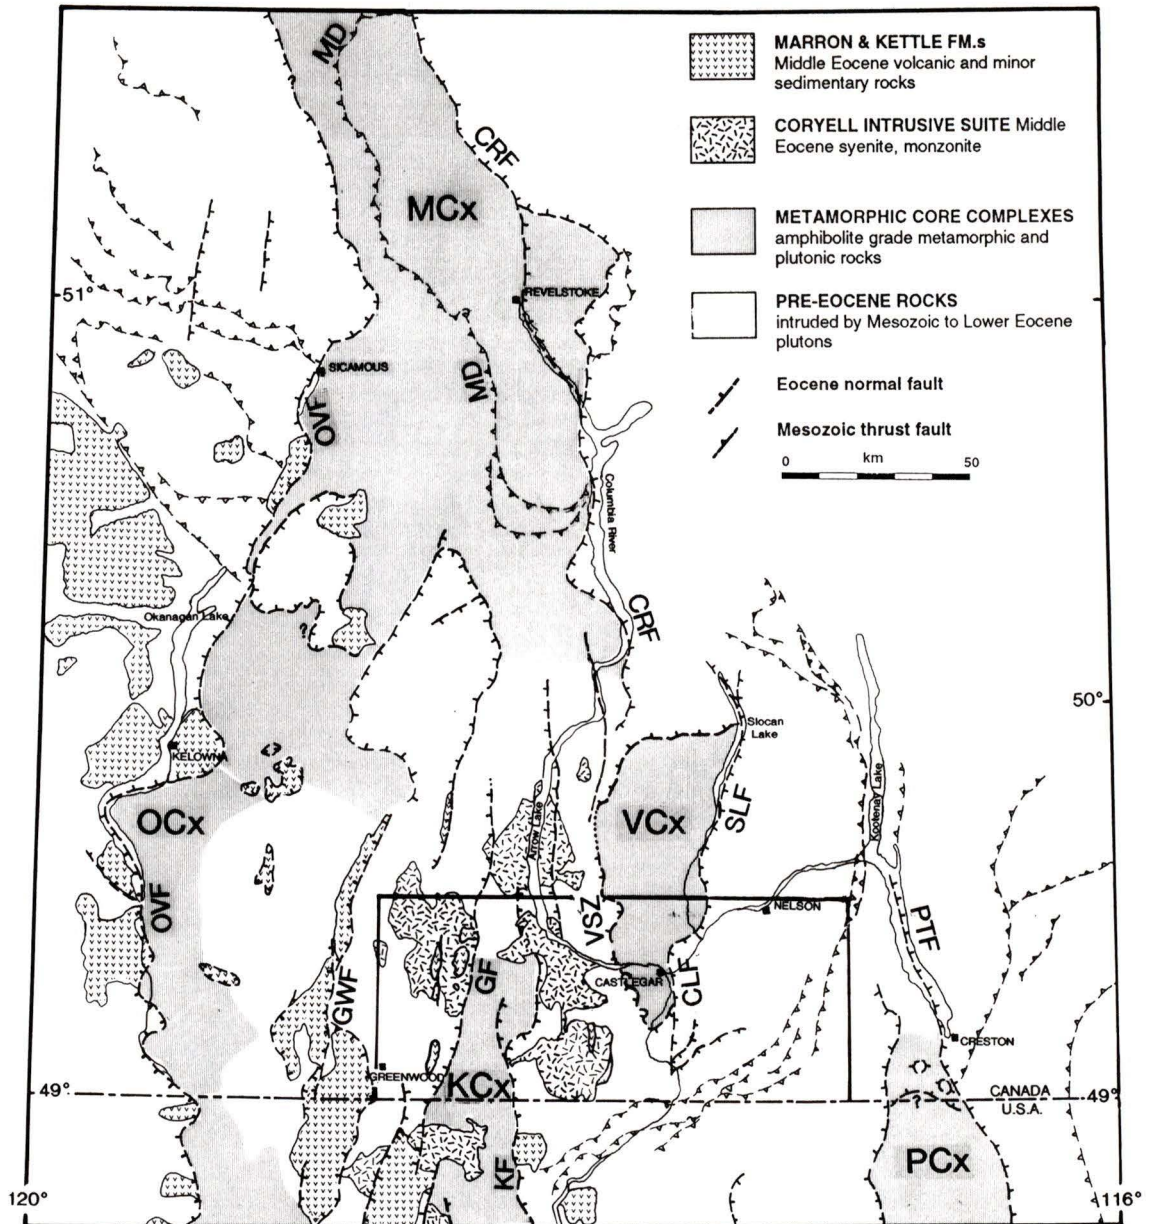 MARRON & KETTLE FM.s
Middle Eocene volcanic and minor
sedimentary rocks
CORYELL INTRUSIVE SUITE Middle
Eocene syenite, monzonite
METAMORPHIC CORE COMPLEXES
amphibolite grade metamorphic and
plutonic rocks
PRE-EOCENE ROCKS
intruded by Mesozoic to Lower Eocene
plutons
Eocene normal fault
Mesozoic thrust fault
0 km 50
MD
?
CRF
MCx
REVELSTOKE
51°
SICAMOUS
MD
OVF
Columbia River
Okanagan Lake
?
CRF
50°
Slocan
Lake
KELOWNA
?
Kootenay Lake
OCx
VCx
SLF
Arrow Lake
OVF
VSZ
NELSON
PTF
GWF
GF
CASTLEGAR
CLF
?
CRESTON
GREENWOOD
KCx
49°
?
CANADA
U.S.A.
49°
PCx
KF
120°
116°